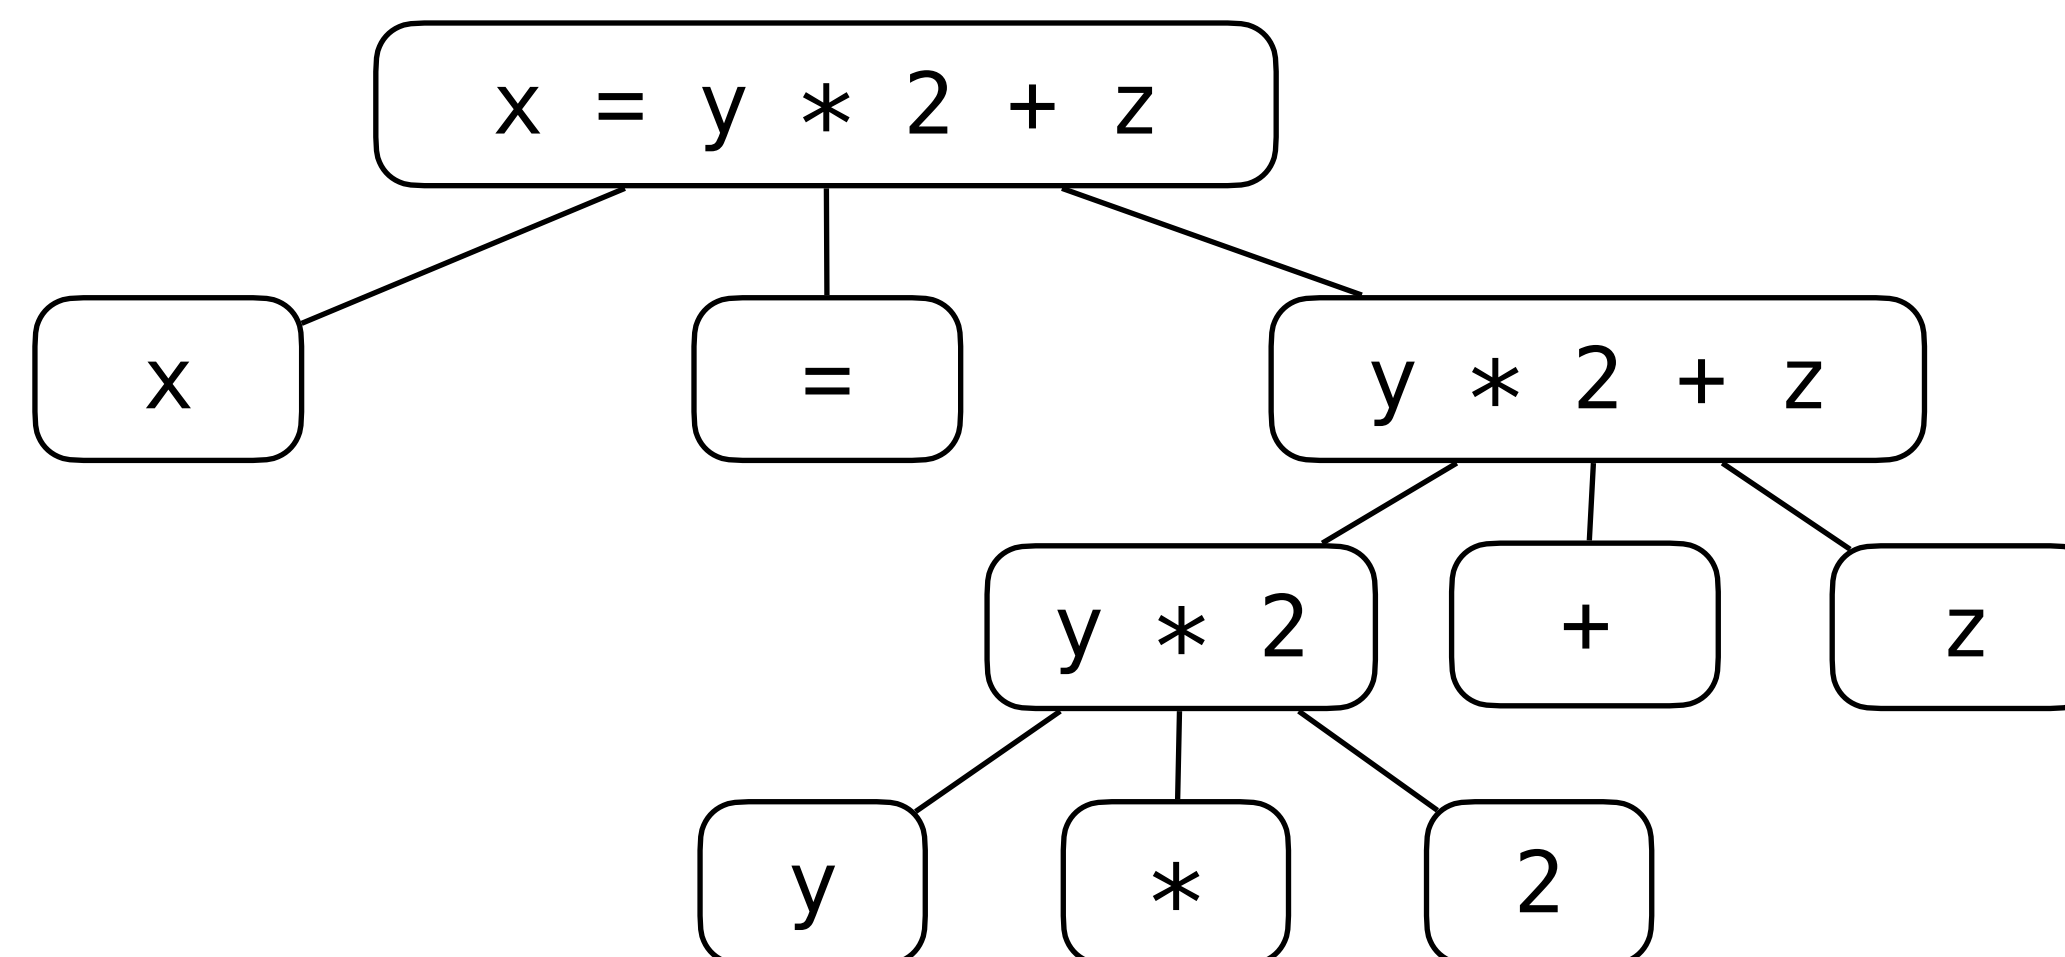 x = y * 2 + z
x
=
y * 2 + z
y * 2
+
z
y
*
2